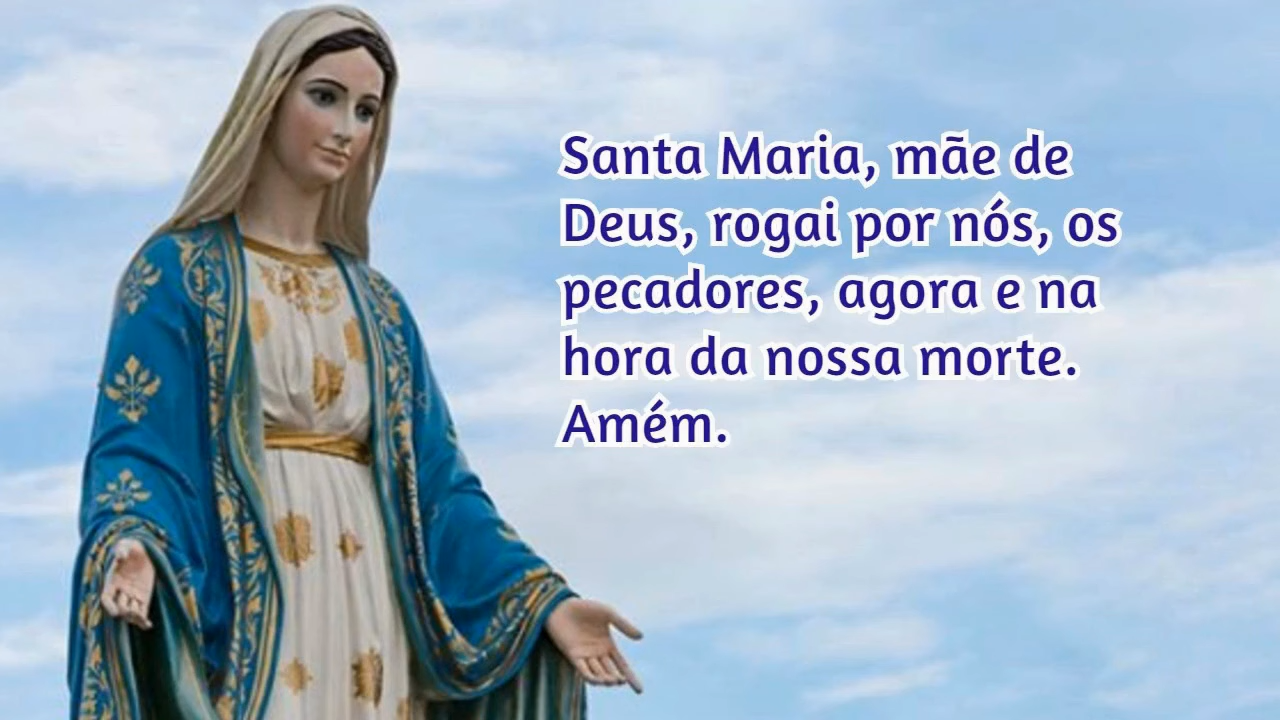 Santa Maria, mãe de
Deus, rogai por nós, os
pecadores, agora e na
hora da nossa morte.
Amém.